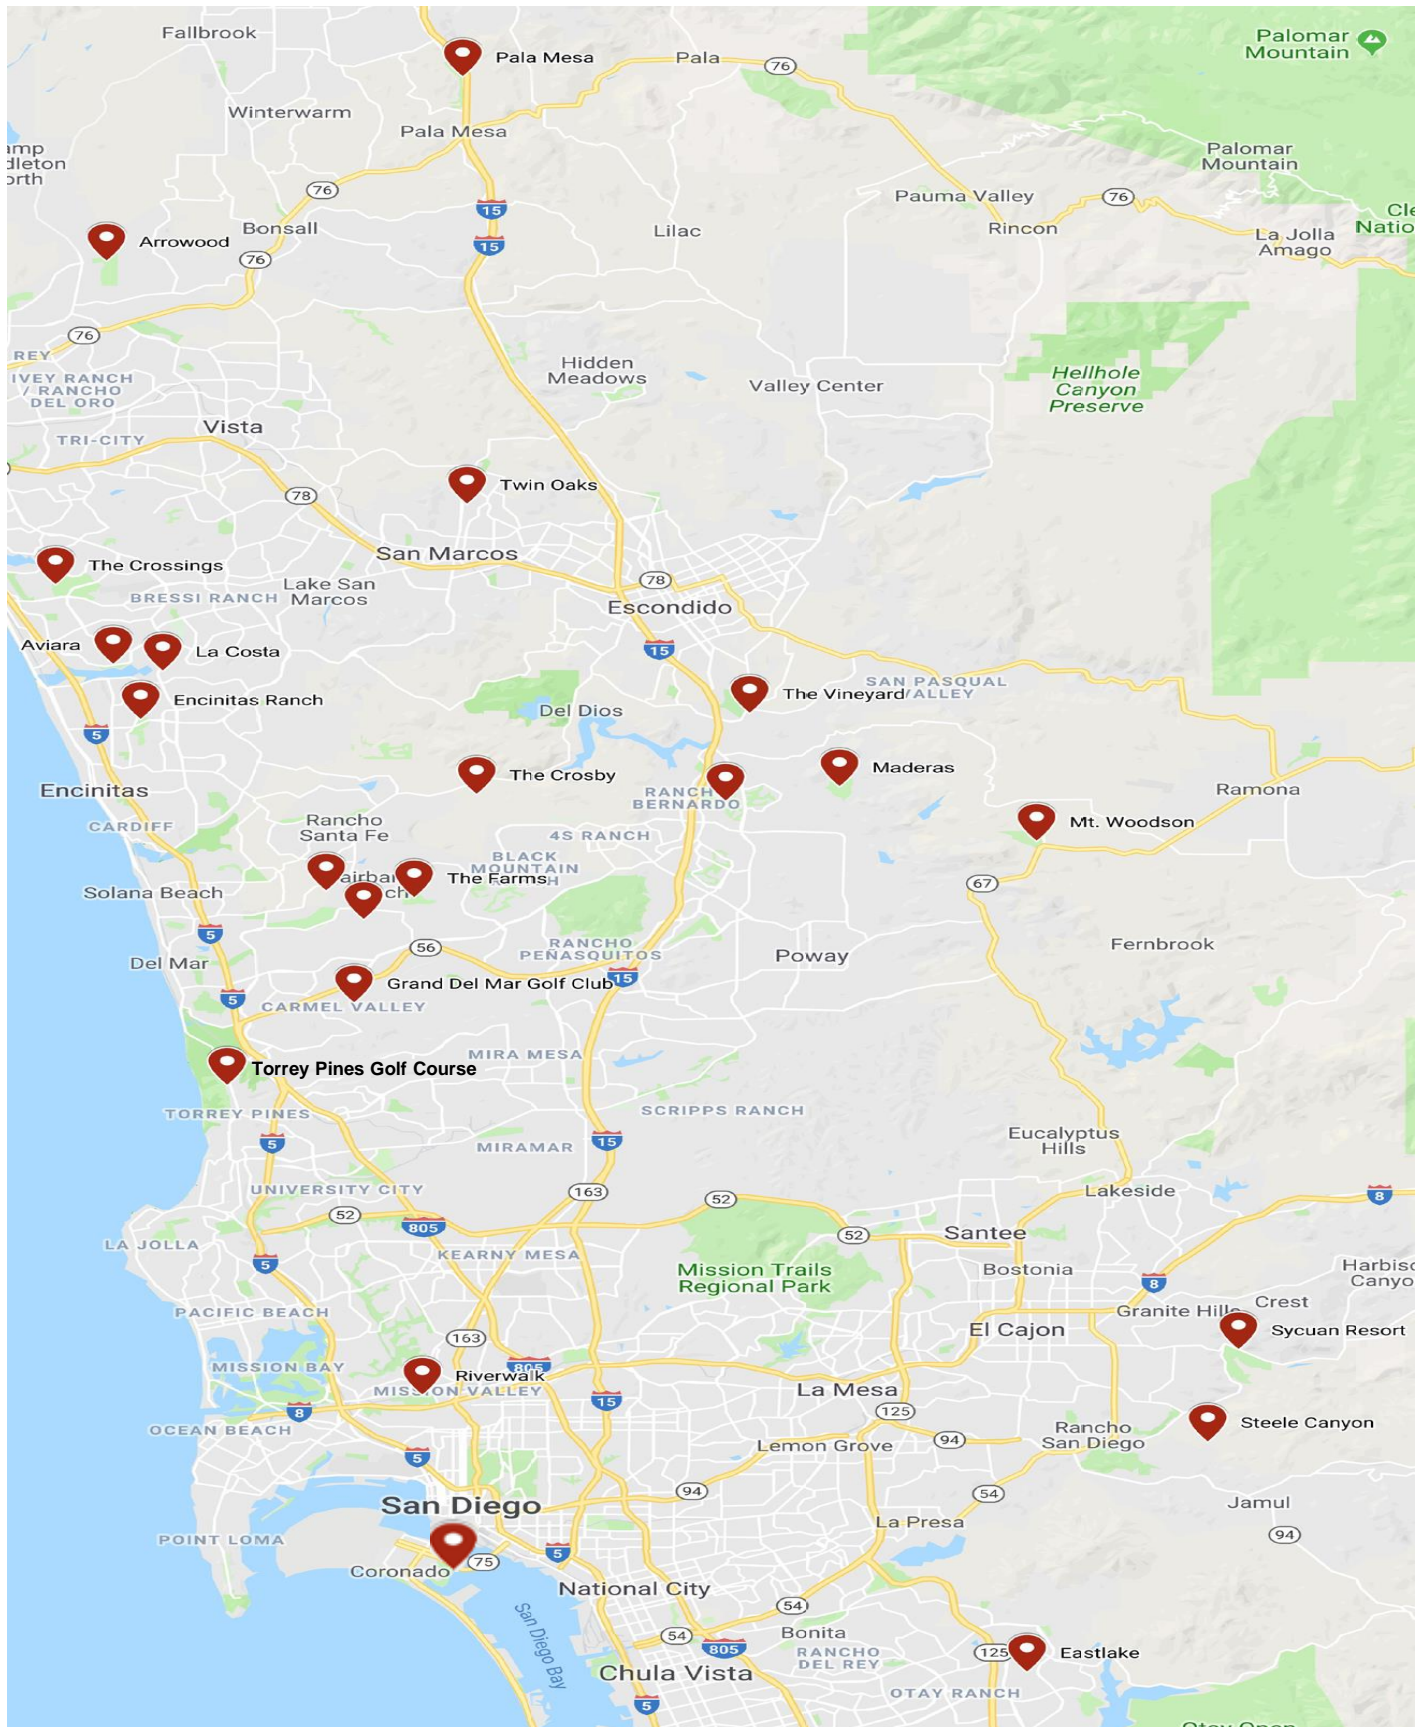 Fallbrook
Pala Mesa
Pala
76
Palomar
Mountain
Winterwarm
Pala Mesa
amp
dleton
orth
Palomar
Mountain
76
15
Pauma Valley
76
Cle
Natio
Arrowood
Bonsall
Lilac
Rincon
La Jolla
Amago
15
76
76
REY
IVEY RANCH
/ RANCHO
DEL ORO
Hidden
Meadows
Valley Center
Hellhole
Canyon
Preserve
TRI-CITY
Vista
78
Twin Oaks
San Marcos
The Crossings
BRESSI RANCH
Lake San
Marcos
78
Escondido
Aviara
La Costa
15
Encinitas Ranch
Del Dios
The Vineyard
SAN PASQUAL
VALLEY
5
Encinitas
The Crosby
RANCH
BERNARDO
Maderas
Ramona
CARDIFF
Rancho
Santa Fe
4S RANCH
Mt. Woodson
BLACK
MOUNTAIN
H
The Farms
airba
ch
67
Solana Beach
5
56
RANCHO
PEÑASQUITOS
Poway
Fernbrook
Del Mar
Grand Del Mar Golf Club
15
5
CARMEL VALLEY
MIRA MESA
Torrey Pines Golf Course
TORREY PINES
SCRIPPS RANCH
5
MIRAMAR
15
Eucalyptus
Hills
UNIVERSITY CITY
163
52
Lakeside
8
52
805
52
Santee
LA JOLLA
5
KEARNY MESA
Mission Trails
Regional Park
Bostonia
Harbiso
Canyo
8
PACIFIC BEACH
Granite Hills
Crest
163
El Cajon
Sycuan Resort
MISSION BAY
Riverwalk
805
MISSION VALLEY
La Mesa
15
8
125
OCEAN BEACH
Lemon Grove
94
Rancho
San Diego
Steele Canyon
5
San Diego
94
54
Jamul
La Presa
94
POINT LOMA
5
75
Coronado
National City
San Diego Bay
54
54
805
Bonita
RANCHO
DEL REY
125
Eastlake
Chula Vista
OTAY RANCH
5
Otay Open